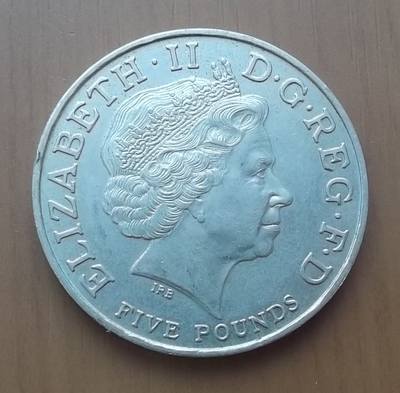 ELIZABETH·II D·G·REG·F·D
FIVE POUNDS
IRB